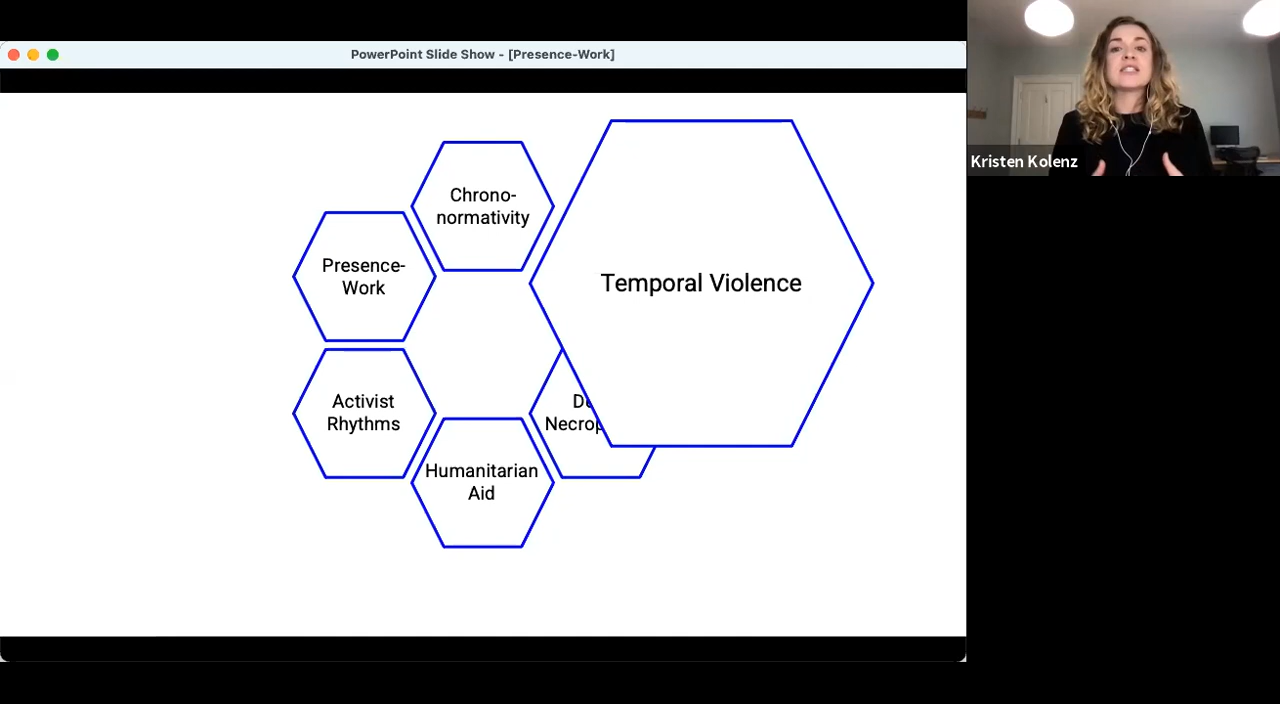 PowerPoint Slide Show - [Presence-Work]
Chrono-
normativity
Presence-
Work
Temporal Violence
Activist
Rhythms
Humanitarian
Aid
Kristen Kolenz